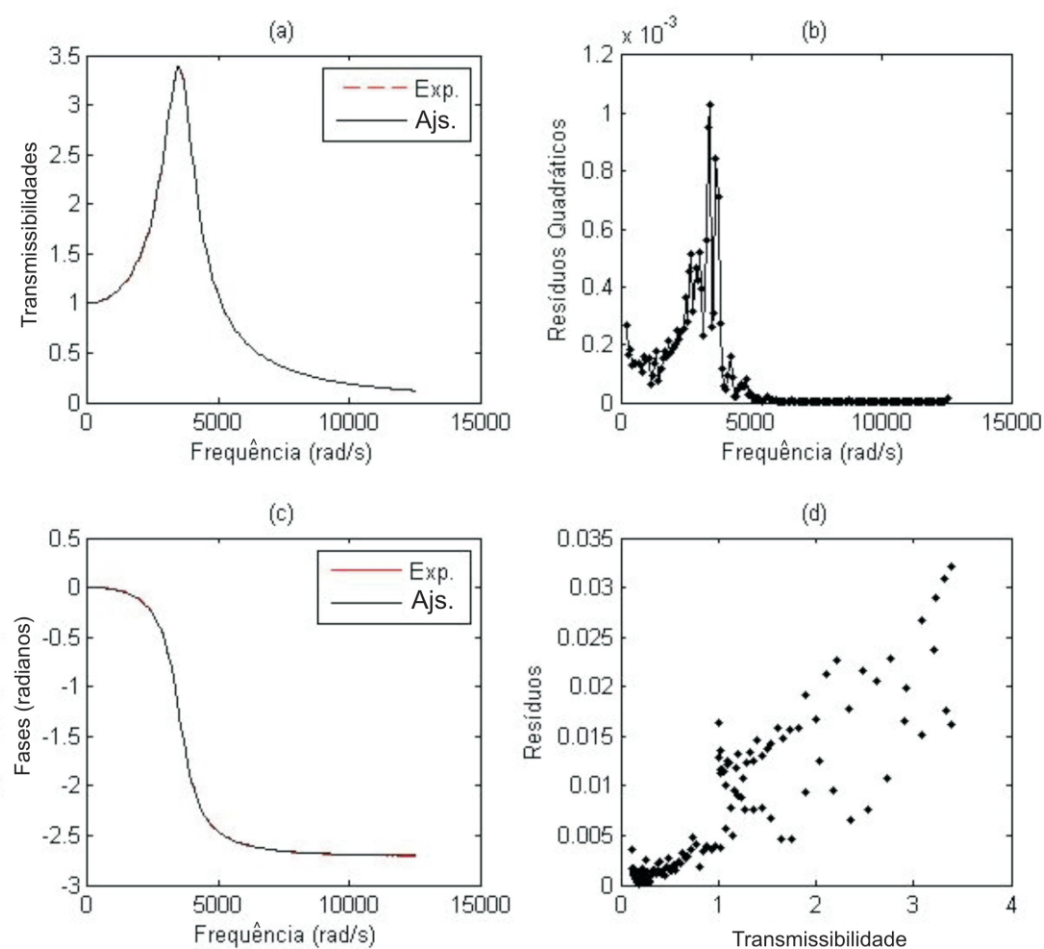 (a)
Transmissibilidades
3.5
3
2.5
2
1.5
1
0.5
0
Exp.
Ajs.
0 5000 10000 15000
Frequência (rad/s)
(b)
x 10⁻³
Resíduos Quadráticos
1.2
1
0.8
0.6
0.4
0.2
0
0 5000 10000 15000
Frequência (rad/s)
(c)
Fases (radianos)
0.5
0
-0.5
-1
-1.5
-2
-2.5
-3
Exp.
Ajs.
0 5000 10000 15000
Frequência (rad/s)
(d)
Resíduos
0.035
0.03
0.025
0.02
0.015
0.01
0.005
0
0 1 2 3 4
Transmissibilidade